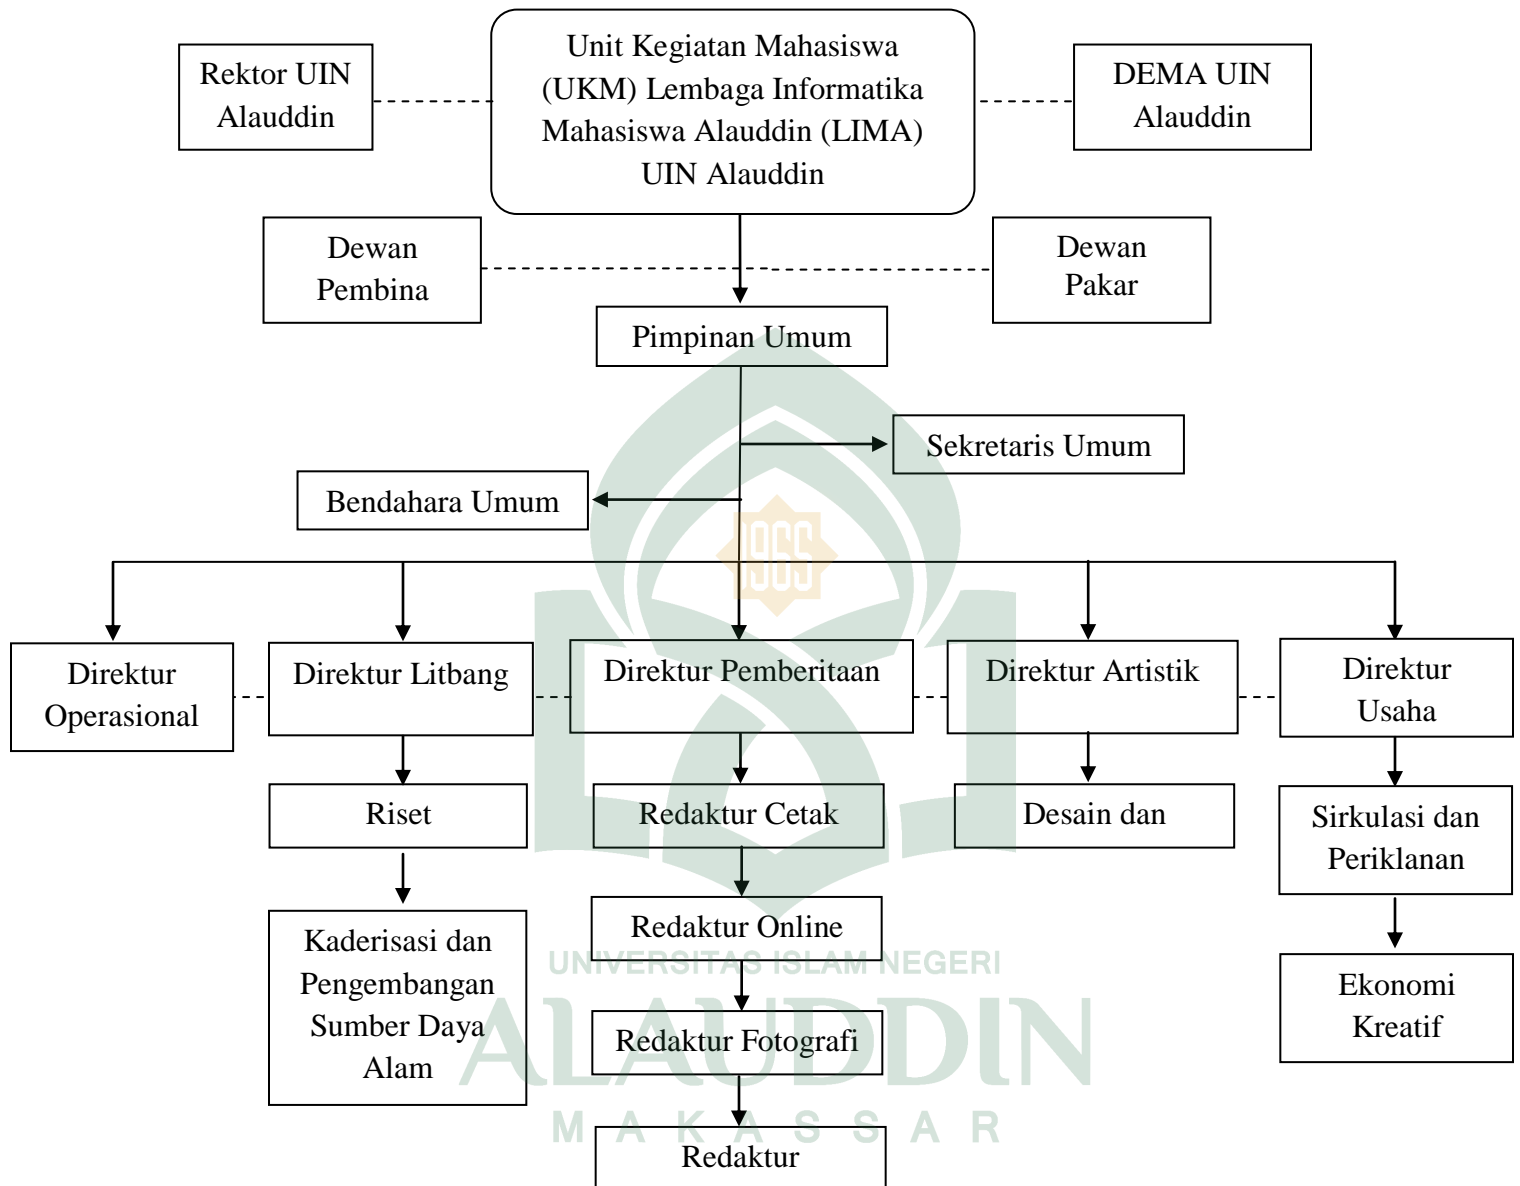 Unit Kegiatan Mahasiswa
(UKM) Lembaga Informatika
Mahasiswa Alauddin (LIMA)
UIN Alauddin
Rektor UIN
Alauddin
DEMA UIN
Alauddin
Dewan
Pembina
Dewan
Pakar
Pimpinan Umum
Sekretaris Umum
Bendahara Umum
1965
Direktur
Operasional
Direktur Litbang
Direktur Pemberitaan
Direktur Artistik
Direktur
Usaha
Riset
Redaktur Cetak
Desain dan
Sirkulasi dan
Periklanan
Kaderisasi dan
Pengembangan
Sumber Daya
Alam
Redaktur Online
Ekonomi
Kreatif
Redaktur Fotografi
Redaktur
UNIVERSITAS ISLAM NEGERI
ALAUDDIN
MAKASSAR